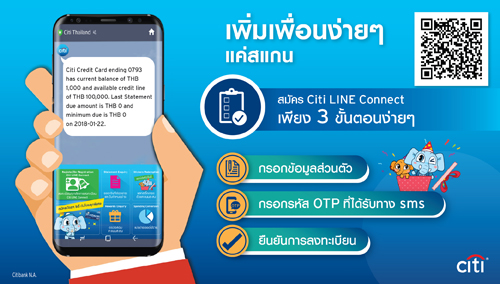 Citi Thailand
citi
Citi Credit Card ending 0793
has current balance of THB
1,000 and available credit line
of THB 100,000. Last Statement
due amount is THB 0 and
minimum due is THB 0
on 2018-01-22.
เพิ่มเพื่อนง่ายๆ
แค่สแกน
สมัคร Citi LINE Connect
เพียง 3 ขั้นตอนง่ายๆ
กรอกข้อมูลส่วนตัว
กรอกรหัส OTP ที่ได้รับทาง sms
ยืนยันการลงทะเบียน
Citibank N.A.
citi